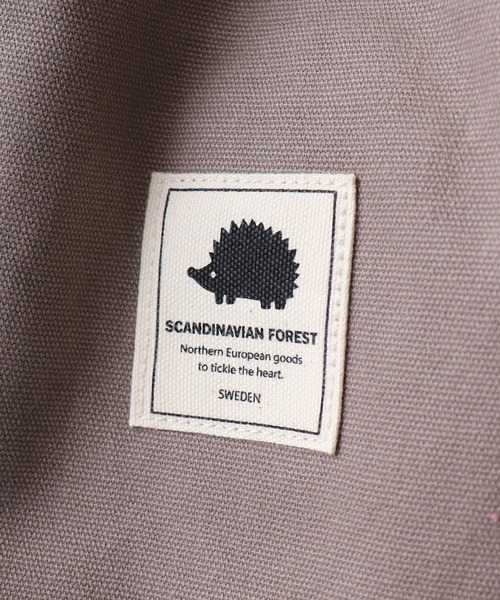 SCANDINAVIAN FOREST
Northern European goods
to tickle the heart.
SWEDEN